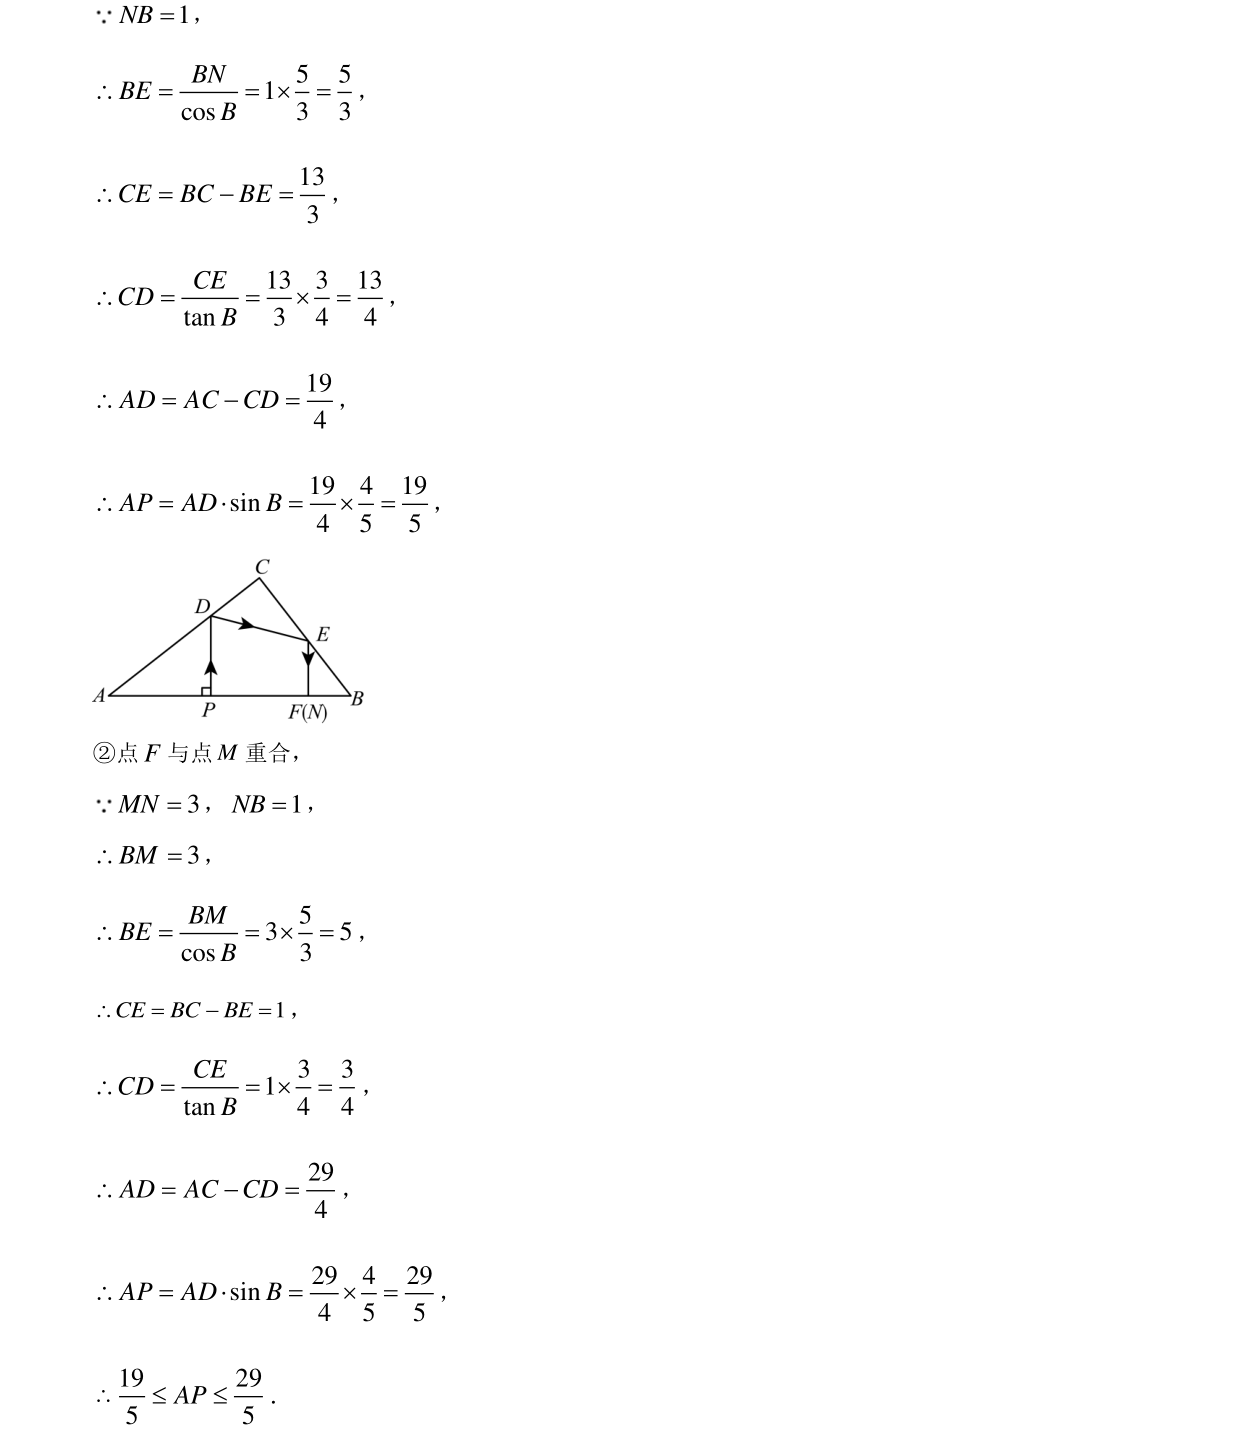 ∵NB=1，
∴BE=BN/cos B=1×5/3=5/3，
∴CE=BC−BE=13/3，
∴CD=CE/tan B=13/3×3/4=13/4，
∴AD=AC−CD=19/4，
∴AP=AD·sin B=19/4×4/5=19/5，
C
D
E
A
P
F(N)
B
②点F与点M重合，
∵MN=3，NB=1，
∴BM=3，
∴BE=BM/cos B=3×5/3=5，
∴CE=BC−BE=1，
∴CD=CE/tan B=1×3/4=3/4，
∴AD=AC−CD=29/4，
∴AP=AD·sin B=29/4×4/5=29/5，
∴19/5≤AP≤29/5．